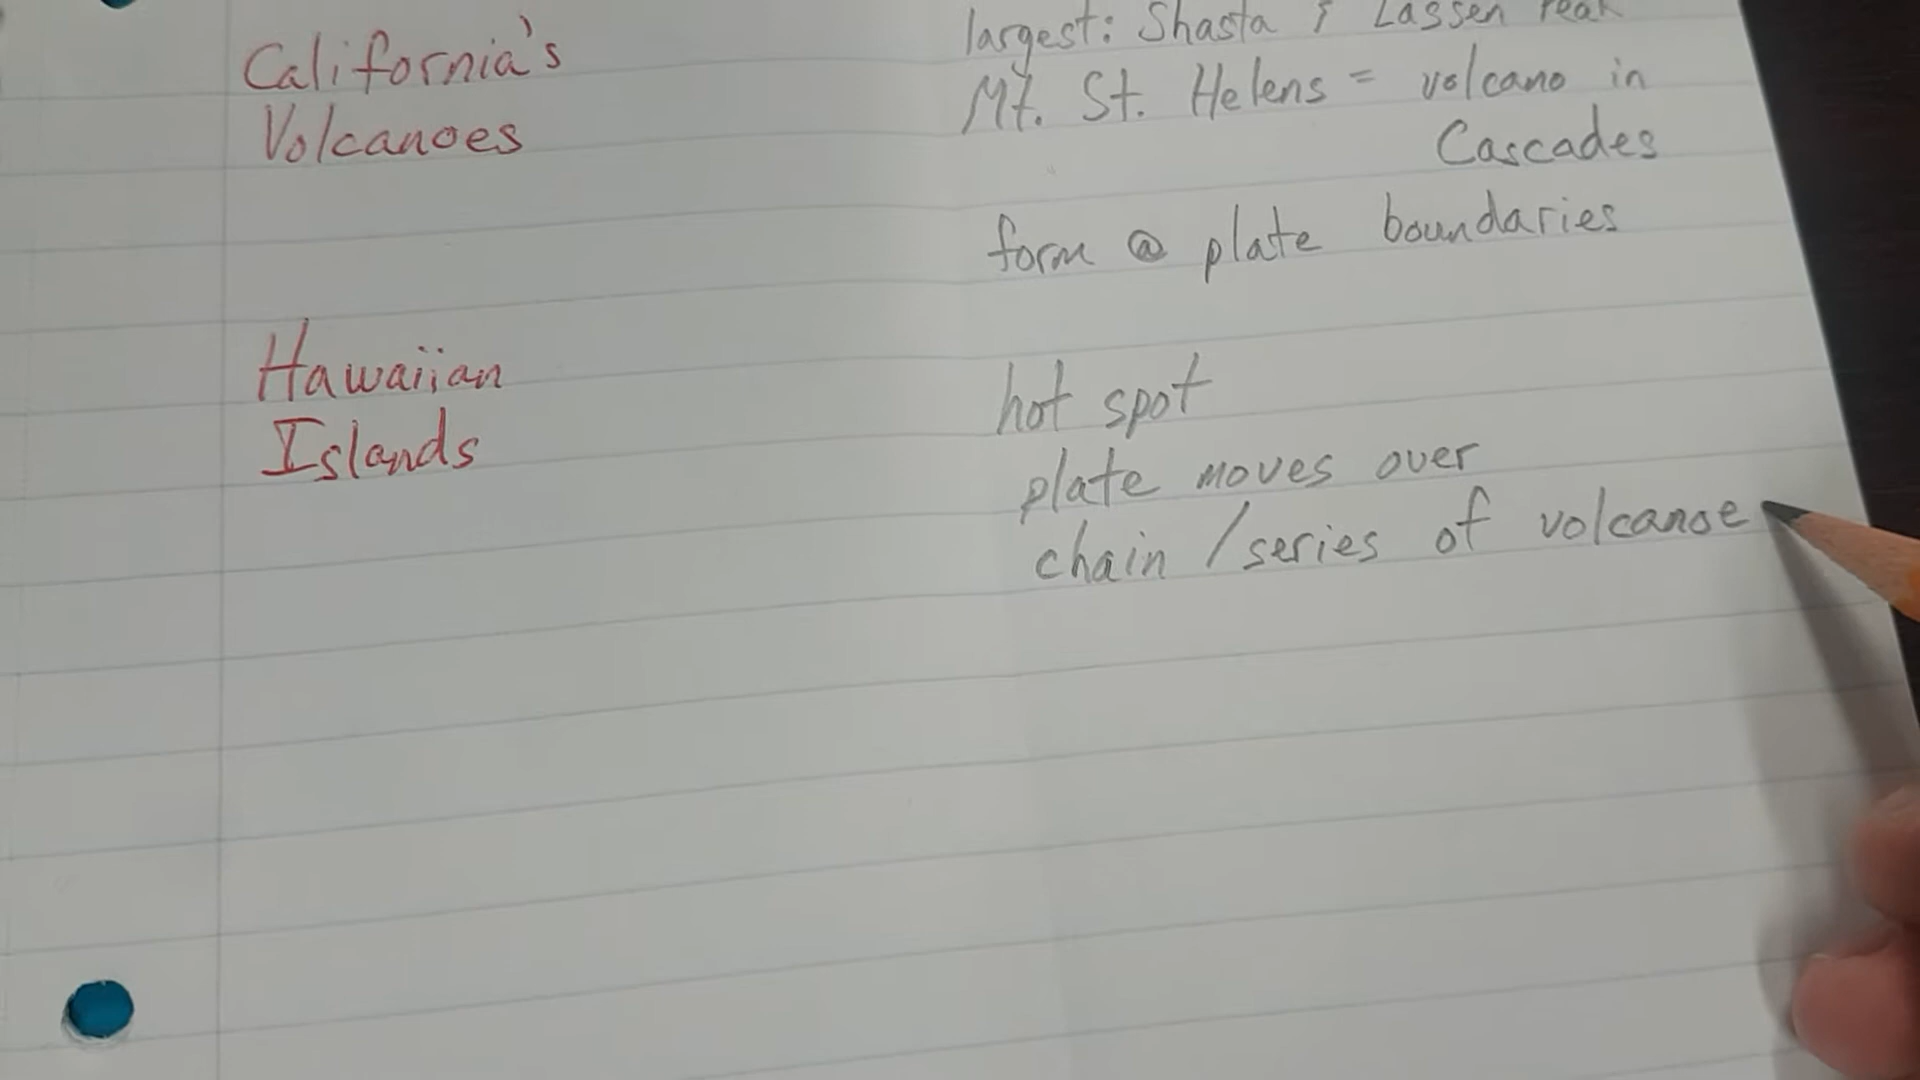 California's
Volcanoes
largest: Shasta & Lassen Peak
Mt. St. Helens = volcano in
Cascades
form @ plate boundaries
Hawaiian
Islands
hot spot
plate moves over
chain / series of volcanoe